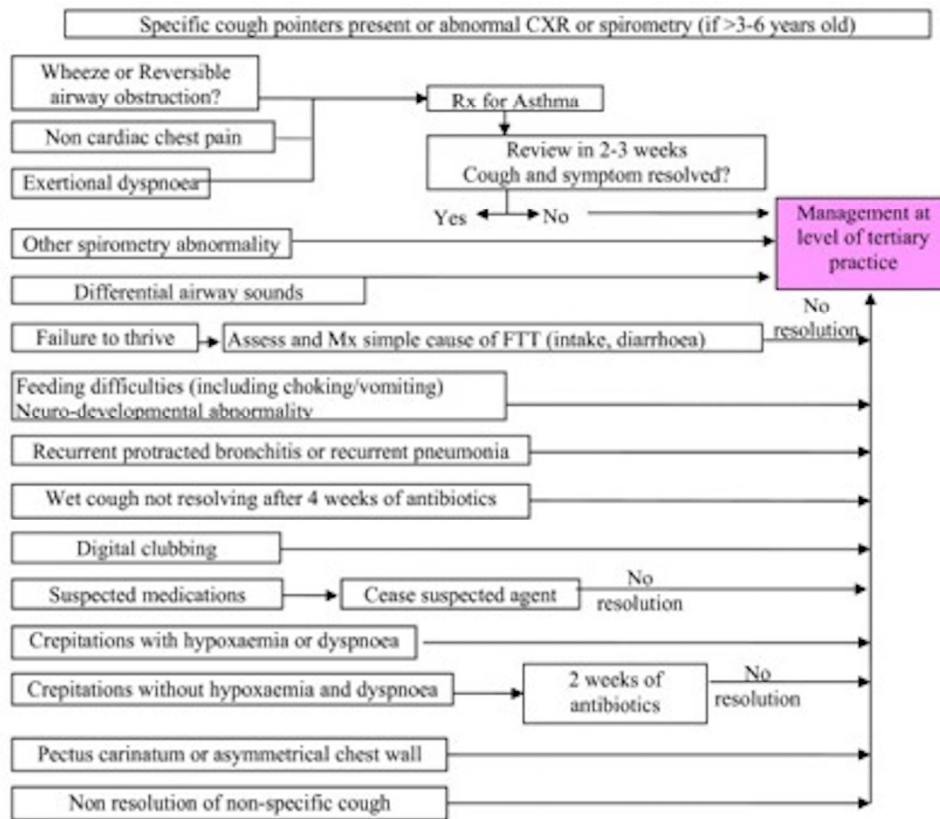 Specific cough pointers present or abnormal CXR or spirometry (if >3-6 years old)
Wheeze or Reversible
airway obstruction?
Rx for Asthma
Non cardiac chest pain
Review in 2-3 weeks
Cough and symptom resolved?
Exertional dyspnoea
Yes
No
Management at
level of tertiary
practice
Other spirometry abnormality
Differential airway sounds
Failure to thrive
Assess and Mx simple cause of FTT (intake, diarrhoea)
No
resolution
Feeding difficulties (including choking/vomiting)
Neuro-developmental abnormality
Recurrent protracted bronchitis or recurrent pneumonia
Wet cough not resolving after 4 weeks of antibiotics
Digital clubbing
Suspected medications
Cease suspected agent
No
resolution
Crepitations with hypoxaemia or dyspnoea
Crepitations without hypoxaemia and dyspnoea
2 weeks of
antibiotics
No
resolution
Pectus carinatum or asymmetrical chest wall
Non resolution of non-specific cough